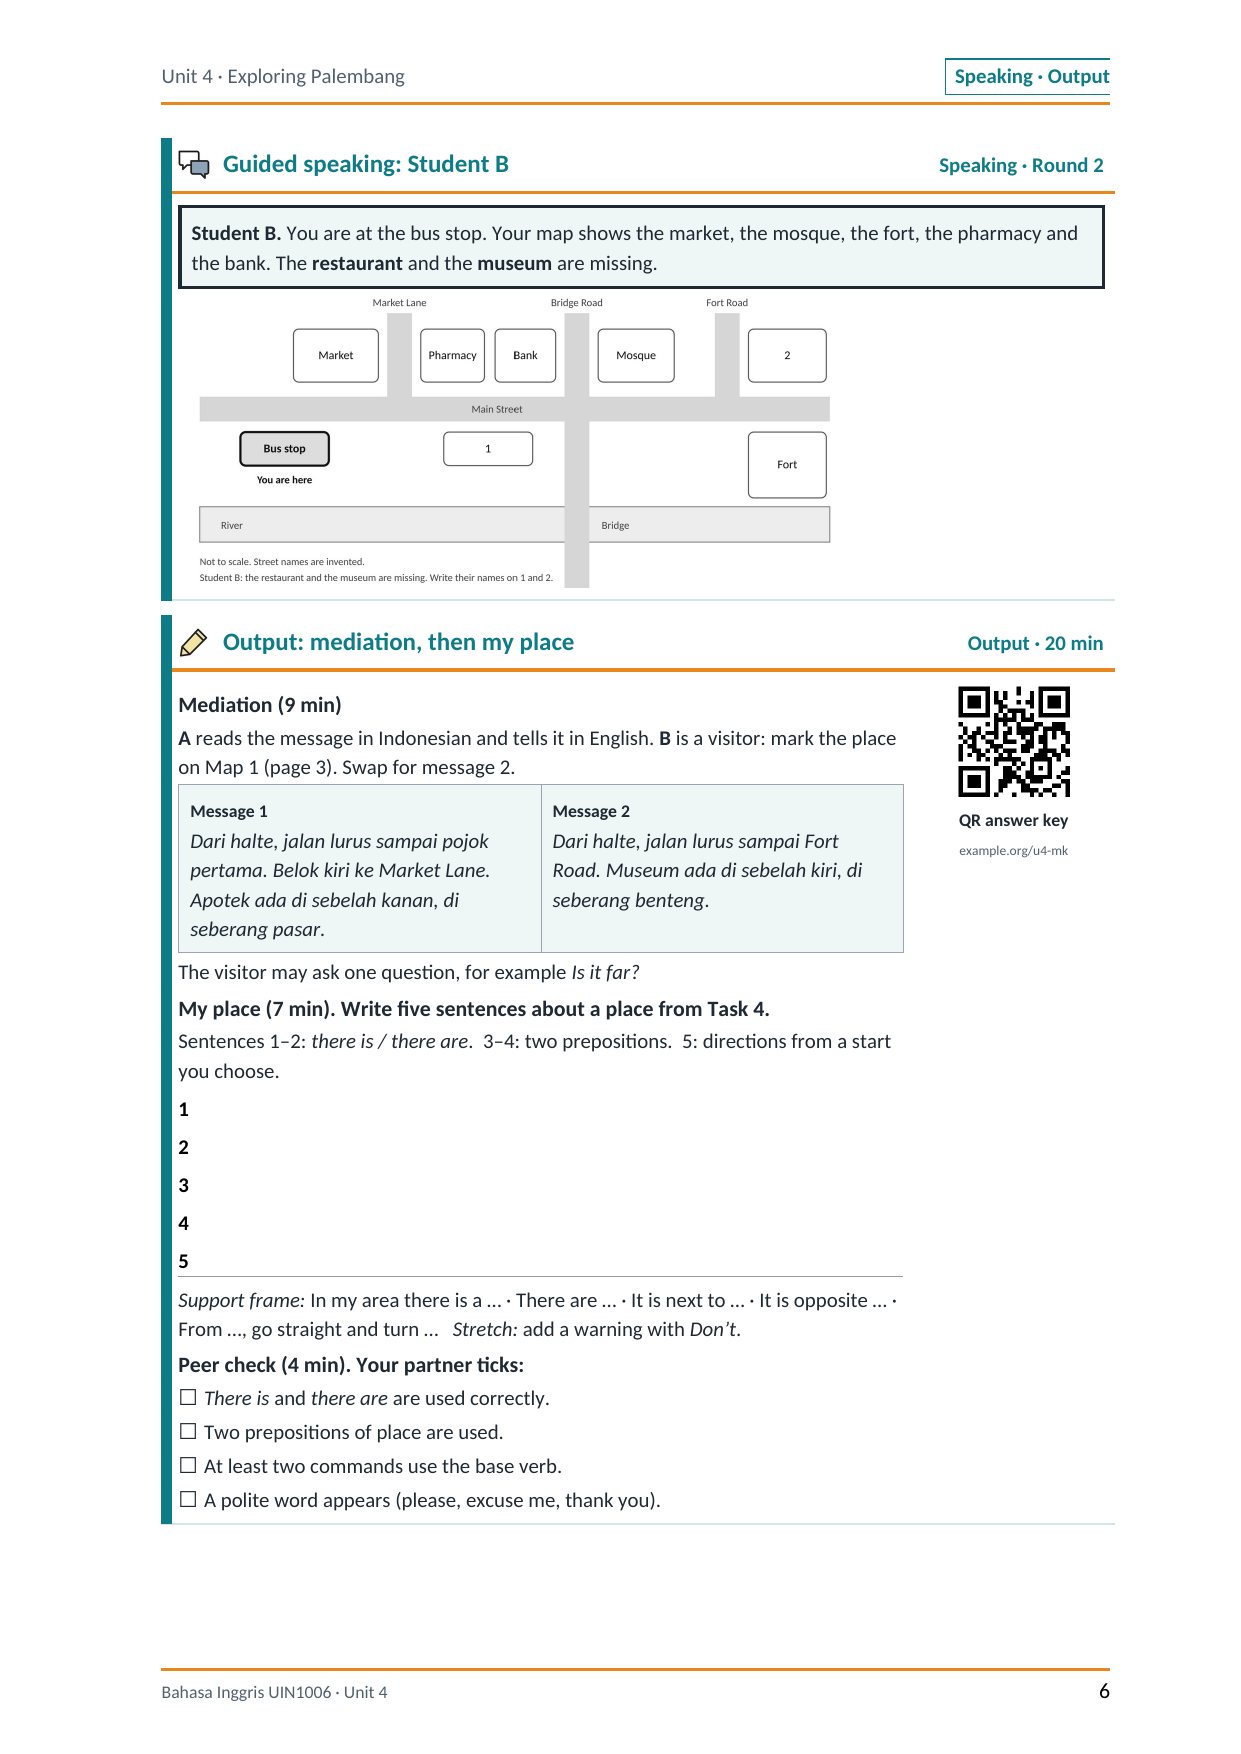 Unit 4 · Exploring Palembang
Speaking · Output
Guided speaking: Student B
Speaking · Round 2
Student B. You are at the bus stop. Your map shows the market, the mosque, the fort, the pharmacy and
the bank. The restaurant and the museum are missing.
Market Lane
Bridge Road
Fort Road
Market
Pharmacy
Bank
Mosque
2
Main Street
Bus stop
1
Fort
You are here
River
Bridge
Not to scale. Street names are invented.
Student B: the restaurant and the museum are missing. Write their names on 1 and 2.
Output: mediation, then my place
Output · 20 min
Mediation (9 min)
A reads the message in Indonesian and tells it in English. B is a visitor: mark the place
on Map 1 (page 3). Swap for message 2.
Message 1
Dari halte, jalan lurus sampai pojok
pertama. Belok kiri ke Market Lane.
Apotek ada di sebelah kanan, di
seberang pasar.
Message 2
Dari halte, jalan lurus sampai Fort
Road. Museum ada di sebelah kiri, di
seberang benteng.
QR answer key
example.org/u4-mk
The visitor may ask one question, for example Is it far?
My place (7 min). Write five sentences about a place from Task 4.
Sentences 1–2: there is / there are. 3–4: two prepositions. 5: directions from a start
you choose.
1
2
3
4
5
Support frame: In my area there is a … · There are … · It is next to … · It is opposite … ·
From …, go straight and turn … Stretch: add a warning with Don’t.
Peer check (4 min). Your partner ticks:
☐ There is and there are are used correctly.
☐ Two prepositions of place are used.
☐ At least two commands use the base verb.
☐ A polite word appears (please, excuse me, thank you).
Bahasa Inggris UIN1006 · Unit 4
6